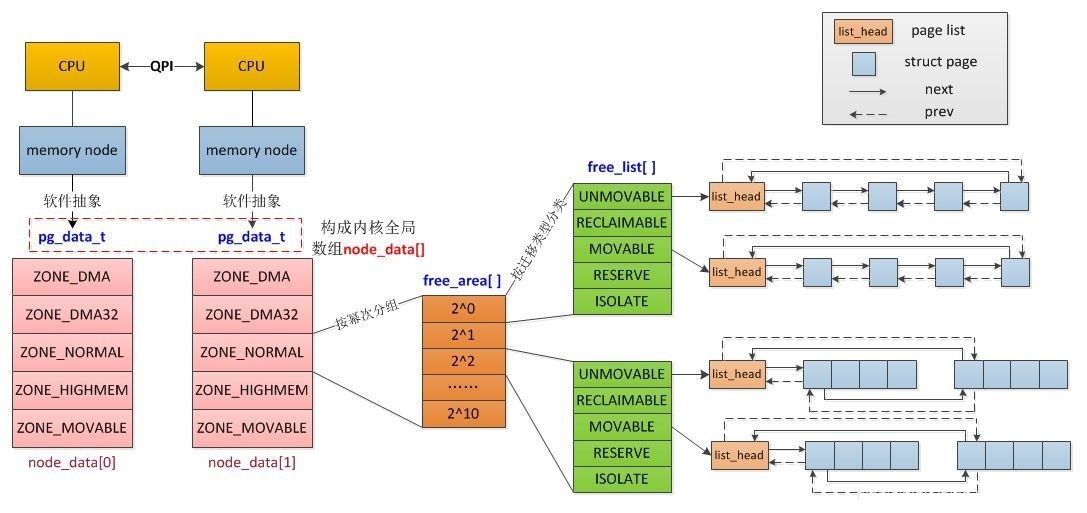 CPU
QPI
CPU
memory node
memory node
软件抽象
软件抽象
pg_data_t
pg_data_t
构成内核全局
数组node_data[]
ZONE_DMA
ZONE_DMA32
ZONE_NORMAL
ZONE_HIGHMEM
ZONE_MOVABLE
node_data[0]
ZONE_DMA
ZONE_DMA32
ZONE_NORMAL
ZONE_HIGHMEM
ZONE_MOVABLE
node_data[1]
按幂次分组
free_area[ ]
2^0
2^1
2^2
……
2^10
按迁移类型分类
free_list[ ]
UNMOVABLE
RECLAIMABLE
MOVABLE
RESERVE
ISOLATE
UNMOVABLE
RECLAIMABLE
MOVABLE
RESERVE
ISOLATE
list_head
list_head
list_head
list_head
list_head
page list
struct page
next
prev